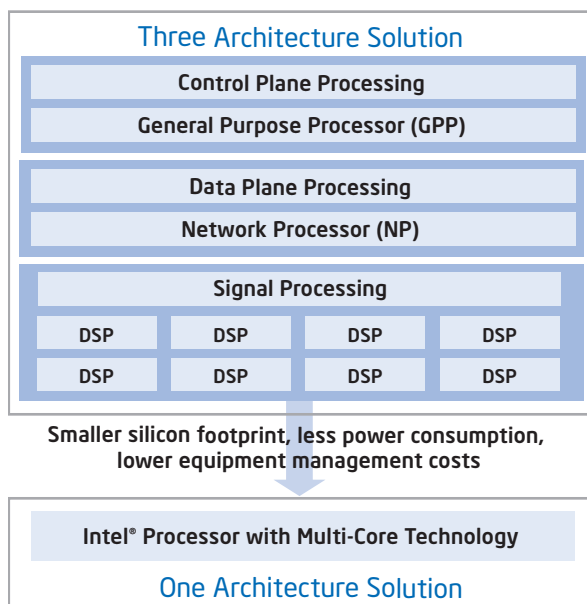 Three Architecture Solution
Control Plane Processing
General Purpose Processor (GPP)
Data Plane Processing
Network Processor (NP)
Signal Processing
DSP DSP DSP DSP
DSP DSP DSP DSP
Smaller silicon footprint, less power consumption,
lower equipment management costs
Intel® Processor with Multi-Core Technology
One Architecture Solution